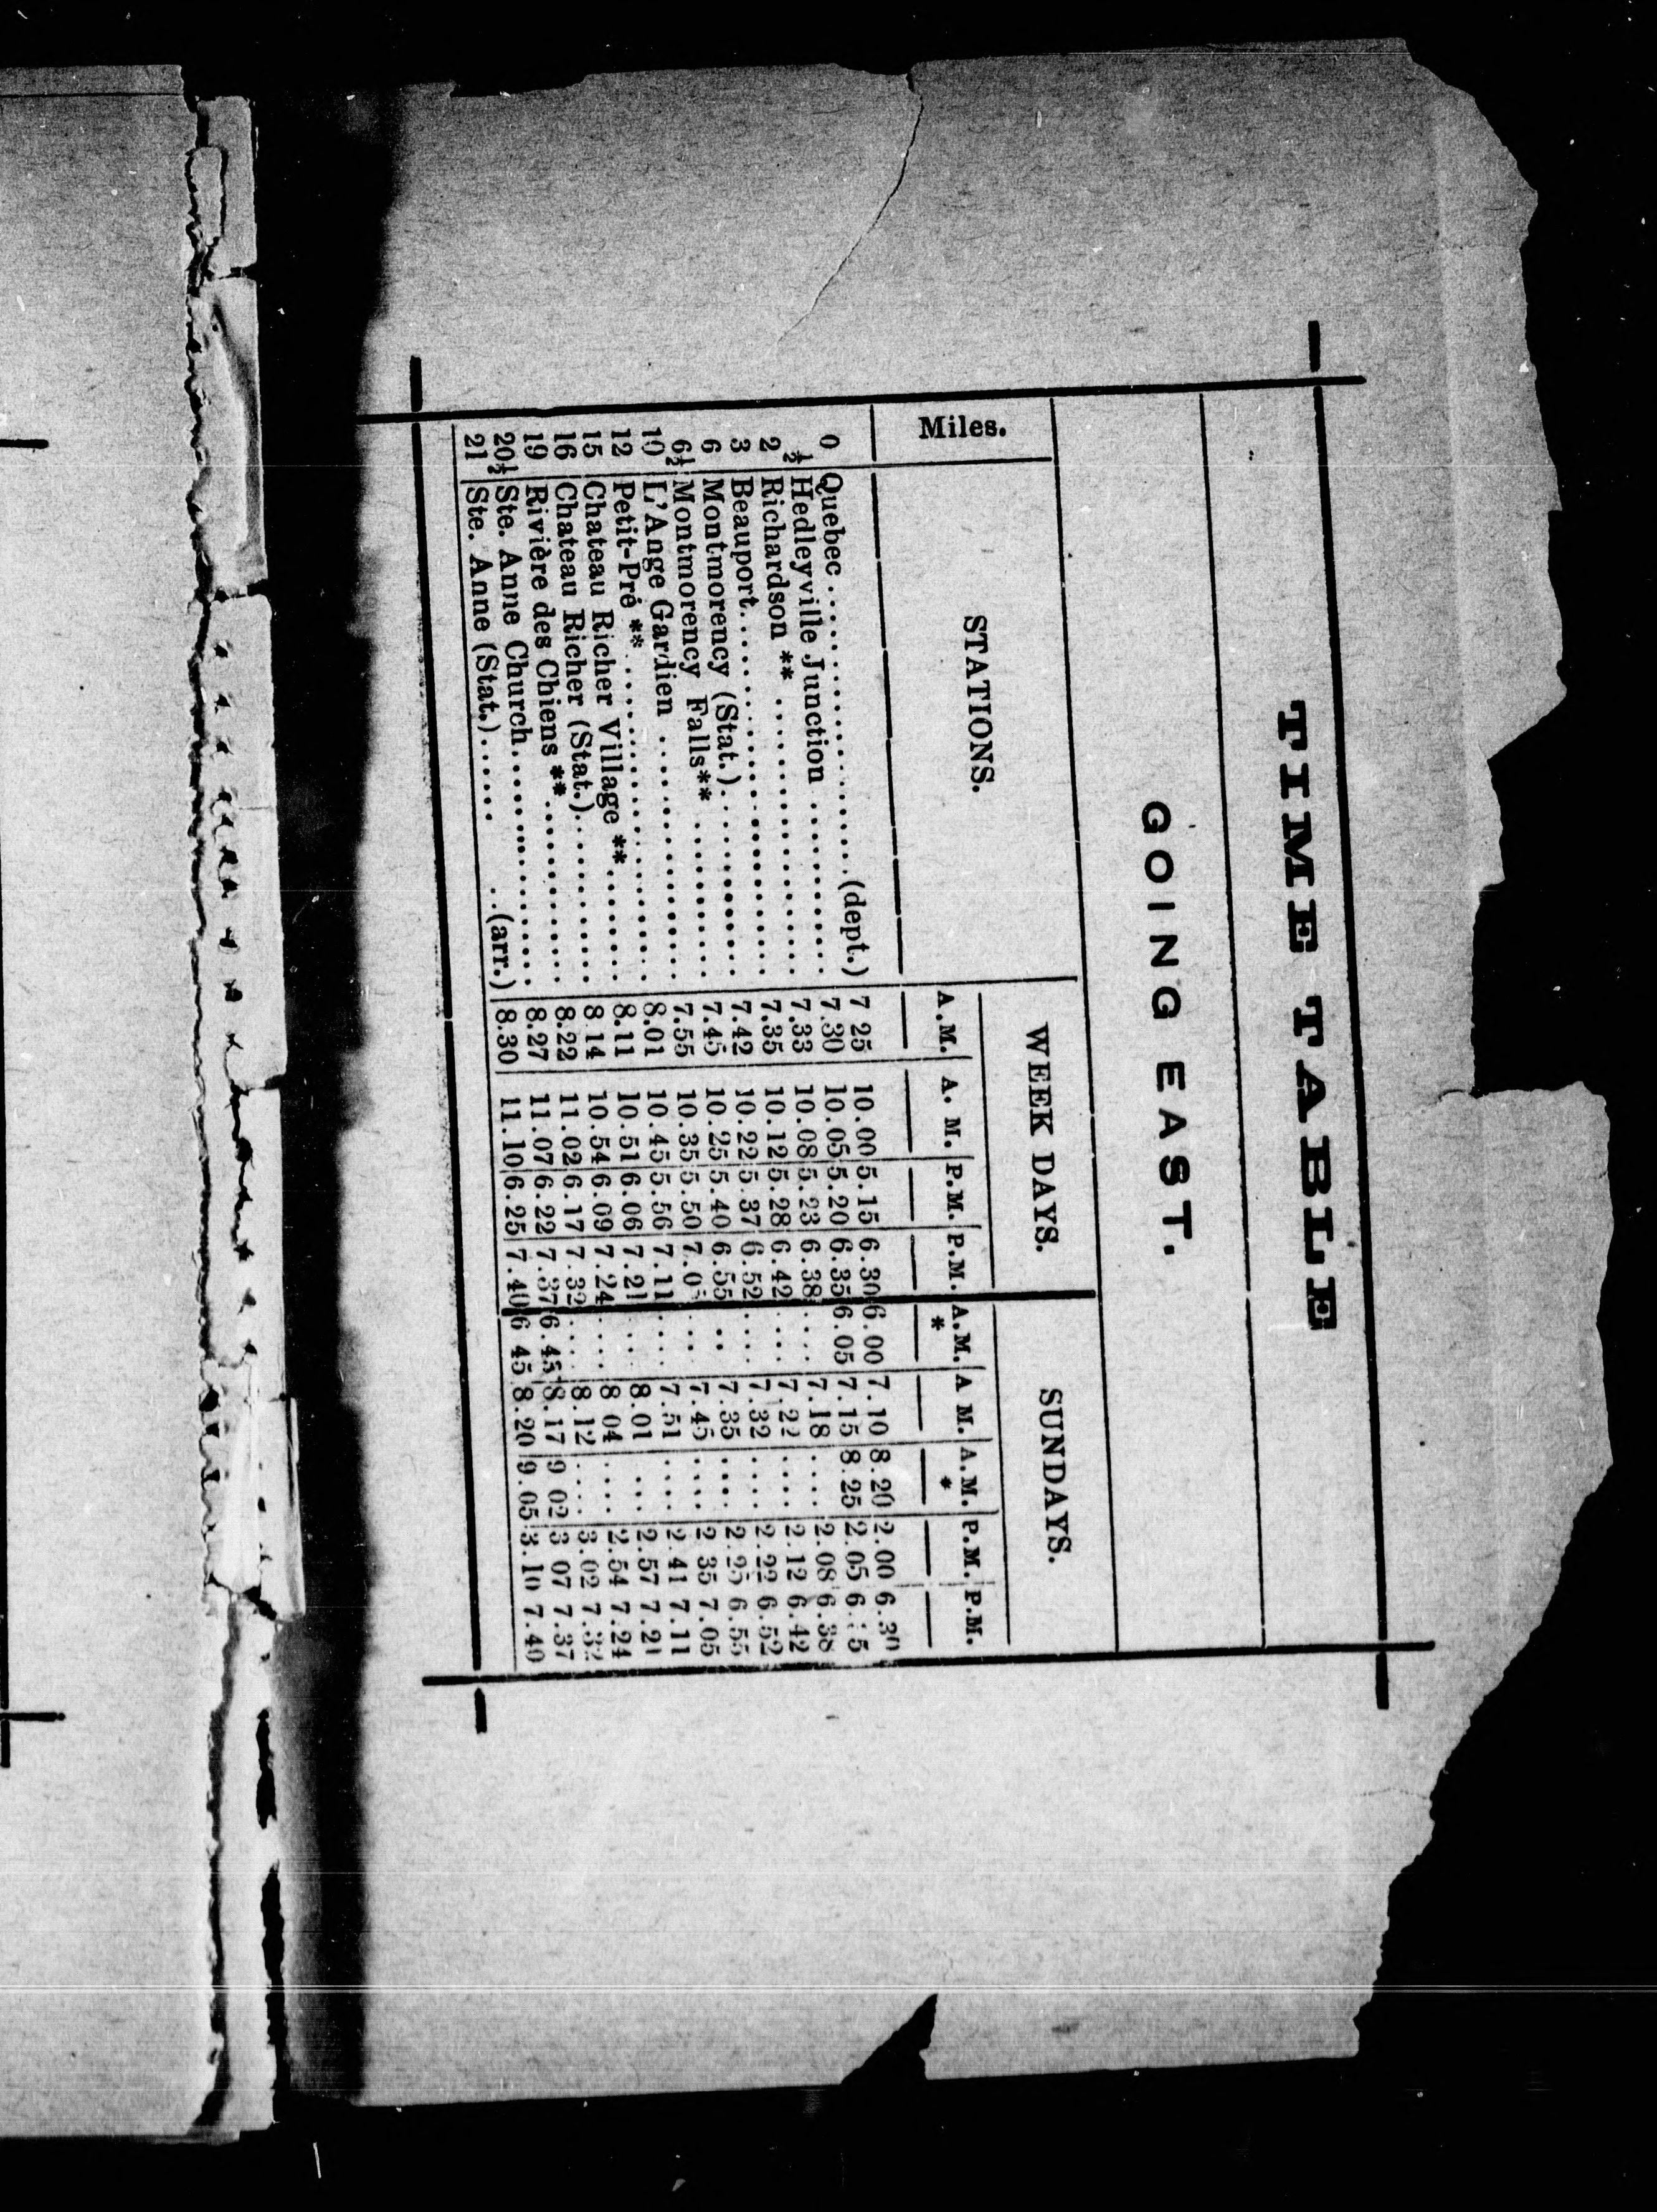 TIME TABLE
GOING EAST.
Miles. STATIONS. WEEK DAYS. SUNDAYS.
A.M. A. M. P.M. P.M. A.M. * A M. A.M. * P.M. P.M.
0 Quebec ........(dept.) 7 25 10.00 5.15 6.30 6.00 7.10 8.20 2.00 6.30
½ Hedleyville Junction ........ 7.30 10.05 5.20 6.35 6.05 7.15 8.25 2.05
2 Richardson ** ........ 7.33 10.08 5.23 6.38 .... 7.18 .... 2.08 6.38
3 Beauport........ 7.35 10.12 5.28 6.42 .... 7 22 .... 2.12 6.42
6 Montmorency (Stat.)........ 7.42 10.22 5.37 6.52 .... 7.32 .... 2.22 6.52
6½ Montmorency Falls** ........ 7.45 10.25 5.40 6.55 .... 7.35 .... 2.25 6.55
10 L'Ange Gardien ........ 7.55 10.35 5.50 .... 7.45 .... 2 35 7.05
12 Petit-Pré ** ........ 8.01 10.45 5.56 7.11 .... 7.51 .... 2.41 7.11
15 Chateau Richer Village **........ 8.11 10.51 6.06 7.21 .... 8.01 .... 2.57 7.21
16 Chateau Richer (Stat.)........ 8 14 10.54 6.09 7.24 .... 8 04 .... 2.54 7.24
19 Rivière des Chiens **........ 8.22 11.02 6.17 7.32 .... 8.12 .... 3.02 7.32
20½ Ste. Anne Church........ 8.27 11.07 6.22 7.37 6.45 8.17 9 02 3 07 7.37
21 Ste. Anne (Stat.)........(arr.) 8.30 11.10 6.25 7.40 6 45 8.20 9.05 3.10 7.40